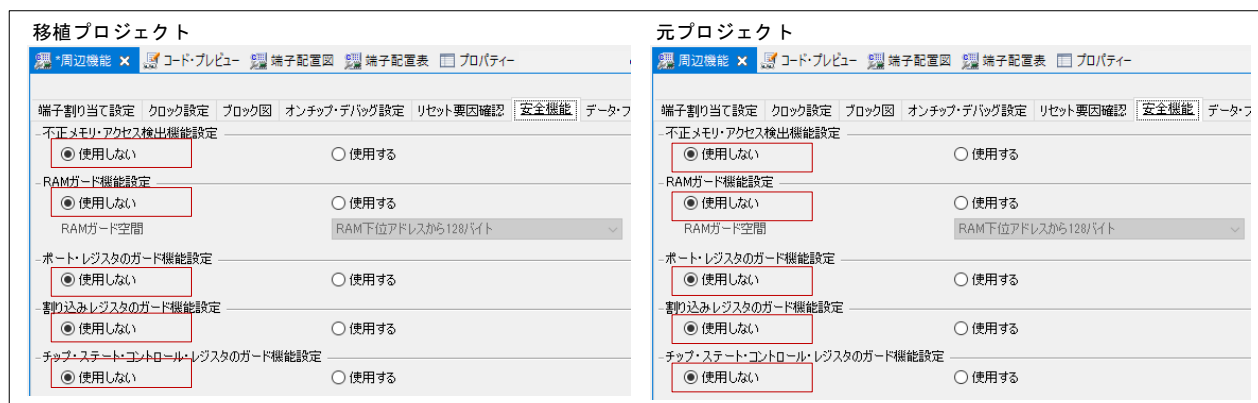 移植プロジェクト
*周辺機能 コード・プレビュー 端子配置図 端子配置表 プロパティー
端子割り当て設定 クロック設定 ブロック図 オンチップ・デバッグ設定 リセット要因確認 安全機能 データ・フ
不正メモリ・アクセス検出機能設定
使用しない 使用する
RAMガード機能設定
使用しない 使用する
RAMガード空間 RAM下位アドレスから128バイト
ポート・レジスタのガード機能設定
使用しない 使用する
割り込みレジスタのガード機能設定
使用しない 使用する
チップ・ステート・コントロール・レジスタのガード機能設定
使用しない 使用する
元プロジェクト
周辺機能 コード・プレビュー 端子配置図 端子配置表 プロパティー
端子割り当て設定 クロック設定 ブロック図 オンチップ・デバッグ設定 リセット要因確認 安全機能 データ・フ
不正メモリ・アクセス検出機能設定
使用しない 使用する
RAMガード機能設定
使用しない 使用する
RAMガード空間 RAM下位アドレスから128バイト
ポート・レジスタのガード機能設定
使用しない 使用する
割り込みレジスタのガード機能設定
使用しない 使用する
チップ・ステート・コントロール・レジスタのガード機能設定
使用しない 使用する